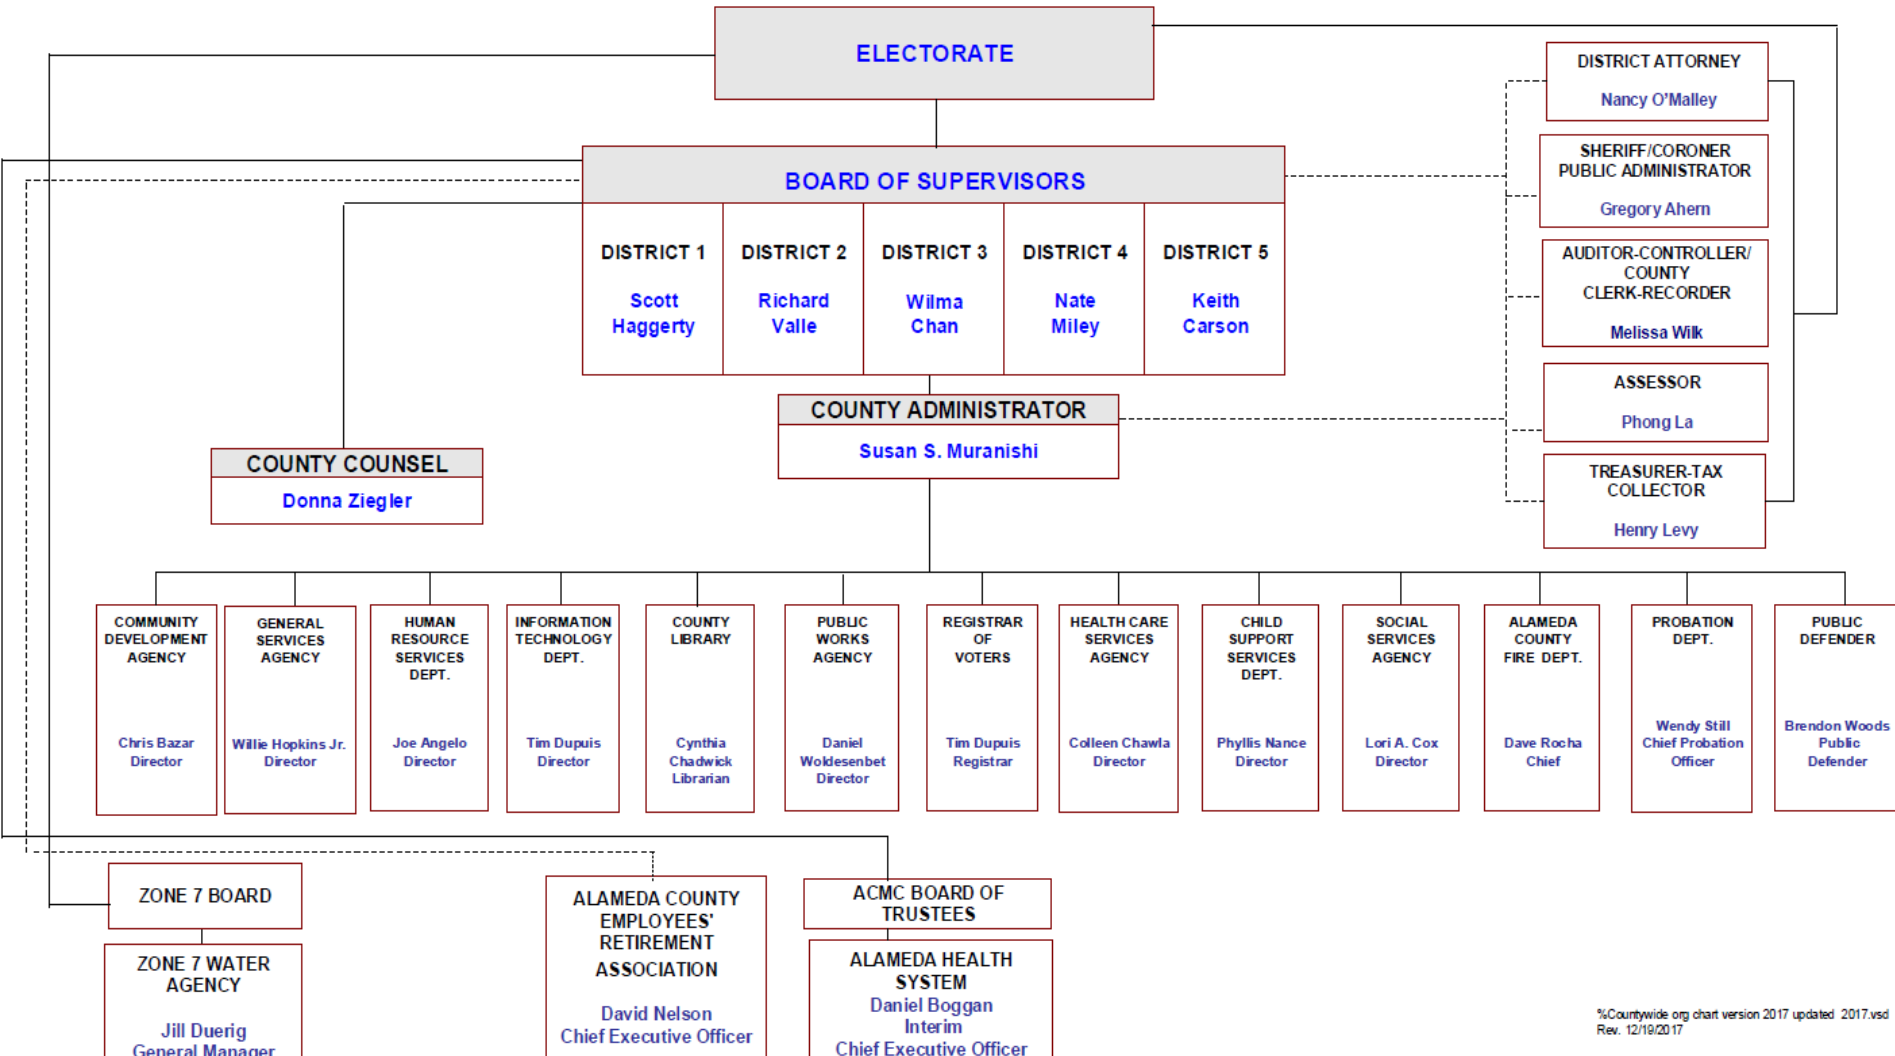 ELECTORATE
BOARD OF SUPERVISORS
DISTRICT 1
Scott
Haggerty
DISTRICT 2
Richard
Valle
DISTRICT 3
Wilma
Chan
DISTRICT 4
Nate
Miley
DISTRICT 5
Keith
Carson
DISTRICT ATTORNEY
Nancy O'Malley
SHERIFF/CORONER
PUBLIC ADMINISTRATOR
Gregory Ahern
AUDITOR-CONTROLLER/
COUNTY
CLERK-RECORDER
Melissa Wilk
ASSESSOR
Phong La
TREASURER-TAX
COLLECTOR
Henry Levy
COUNTY ADMINISTRATOR
Susan S. Muranishi
COUNTY COUNSEL
Donna Ziegler
COMMUNITY
DEVELOPMENT
AGENCY
Chris Bazar
Director
GENERAL
SERVICES
AGENCY
Willie Hopkins Jr.
Director
HUMAN
RESOURCE
SERVICES
DEPT.
Joe Angelo
Director
INFORMATION
TECHNOLOGY
DEPT.
Tim Dupuis
Director
COUNTY
LIBRARY
Cynthia
Chadwick
Librarian
PUBLIC
WORKS
AGENCY
Daniel
Woldesenbet
Director
REGISTRAR
OF
VOTERS
Tim Dupuis
Registrar
HEALTH CARE
SERVICES
AGENCY
Colleen Chawla
Director
CHILD
SUPPORT
SERVICES
DEPT.
Phyllis Nance
Director
SOCIAL
SERVICES
AGENCY
Lori A. Cox
Director
ALAMEDA
COUNTY
FIRE DEPT.
Dave Rocha
Chief
PROBATION
DEPT.
Wendy Still
Chief Probation
Officer
PUBLIC
DEFENDER
Brendon Woods
Public
Defender
ZONE 7 BOARD
ZONE 7 WATER
AGENCY
Jill Duerig
General Manager
ALAMEDA COUNTY
EMPLOYEES'
RETIREMENT
ASSOCIATION
David Nelson
Chief Executive Officer
ACMC BOARD OF
TRUSTEES
ALAMEDA HEALTH
SYSTEM
Daniel Boggan
Interim
Chief Executive Officer
%Countywide org chart version 2017 updated 2017.vsd
Rev. 12/19/2017